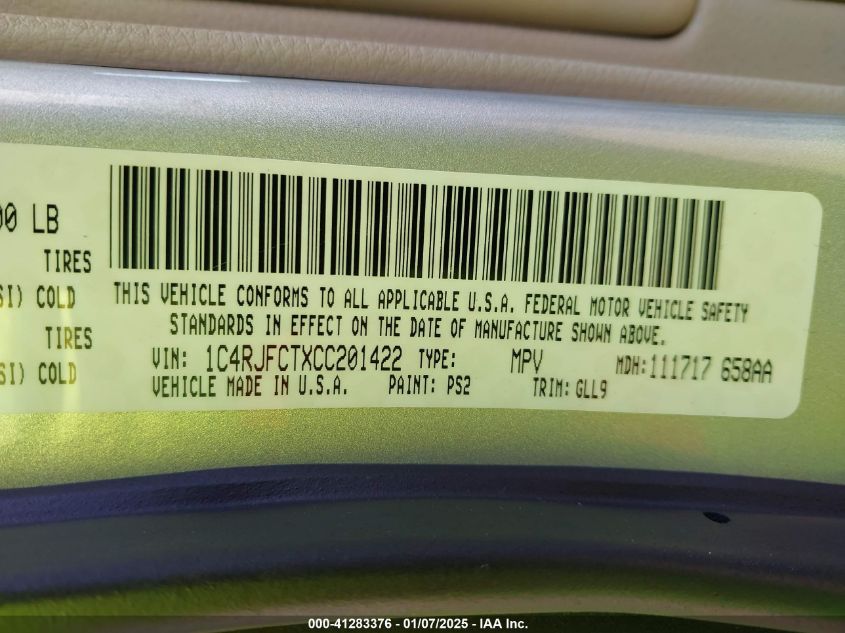 00 LB
TIRES
SI) COLD
TIRES
SI) COLD
THIS VEHICLE CONFORMS TO ALL APPLICABLE U.S.A. FEDERAL MOTOR VEHICLE SAFETY
STANDARDS IN EFFECT ON THE DATE OF MANUFACTURE SHOWN ABOVE.
VIN: 1C4RJFCTXCC201422 TYPE: MPV MDH:111717 658AA
VEHICLE MADE IN U.S.A. PAINT: PS2 TRIM: GLL9
000-41283376 - 01/07/2025 - IAA Inc.